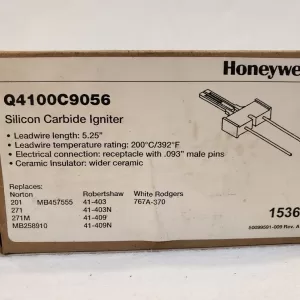 Honeywe
Q4100C9056
Silicon Carbide Igniter
• Leadwire length: 5.25"
• Leadwire temperature rating: 200°C/392°F
• Electrical connection: receptacle with .093" male pins
• Ceramic Insulator: wider ceramic
Replaces:
Norton Robertshaw White Rodgers
201 MB457555 41-403 767A-370
271 41-403N
271M 41-409
MB258910 41-409N
1536
Rev. A